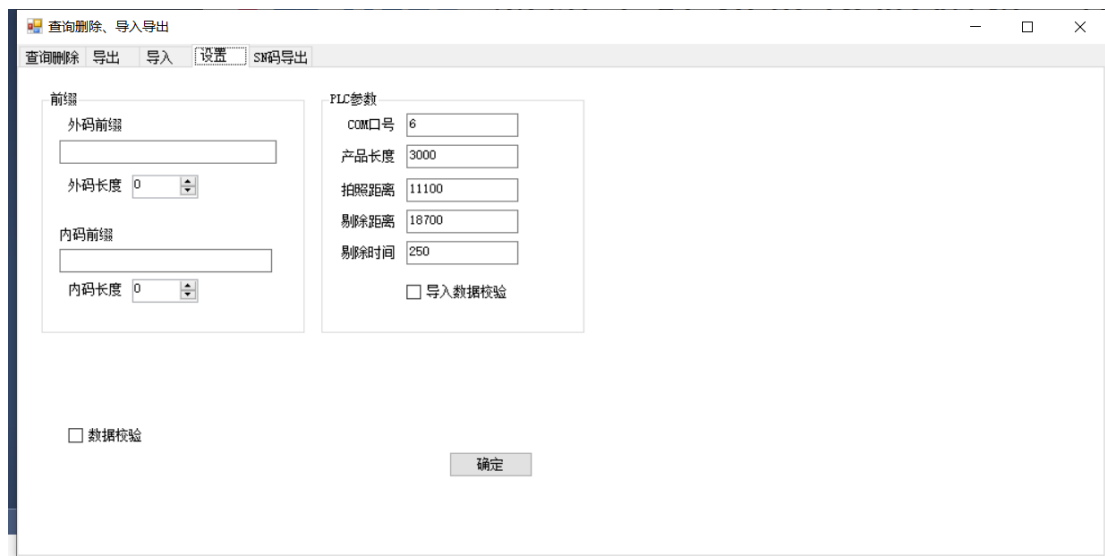 查询删除、导入导出
查询删除 导出 导入 设置 SN码导出
前缀
外码前缀
外码长度 0
内码前缀
内码长度 0
PLC参数
COM口号 6
产品长度 3000
拍照距离 11100
剔除距离 18700
剔除时间 250
导入数据校验
数据校验
确定